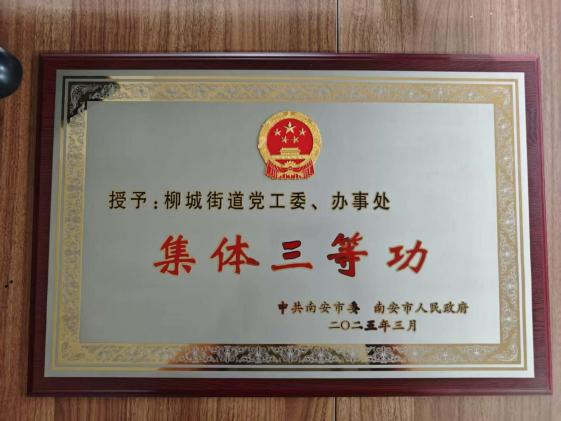 授予：柳城街道党工委、办事处
集体三等功
中共南安市委 南安市人民政府
二〇二五年三月